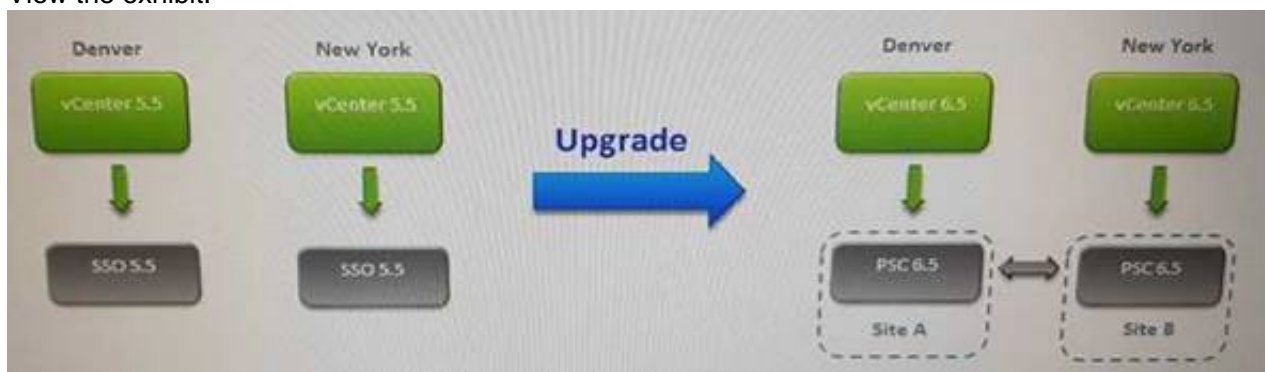 View the exhibit.
Denver
New York
vCenter 5.5
vCenter 5.5
SSO 5.5
SSO 5.5
Upgrade
Denver
New York
vCenter 6.5
vCenter 6.5
PSC 6.5
PSC 6.5
Site A
Site B